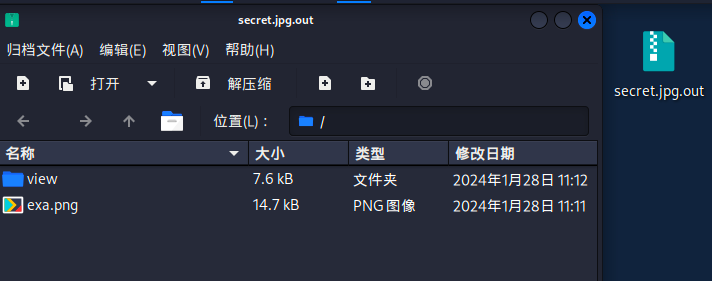 secret.jpg.out
归档文件(A) 编辑(E) 视图(V) 帮助(H)
打开 解压缩
位置(L)： /
名称 大小 类型 修改日期
view 7.6 kB 文件夹 2024年1月28日 11:12
exa.png 14.7 kB PNG 图像 2024年1月28日 11:11
secret.jpg.out